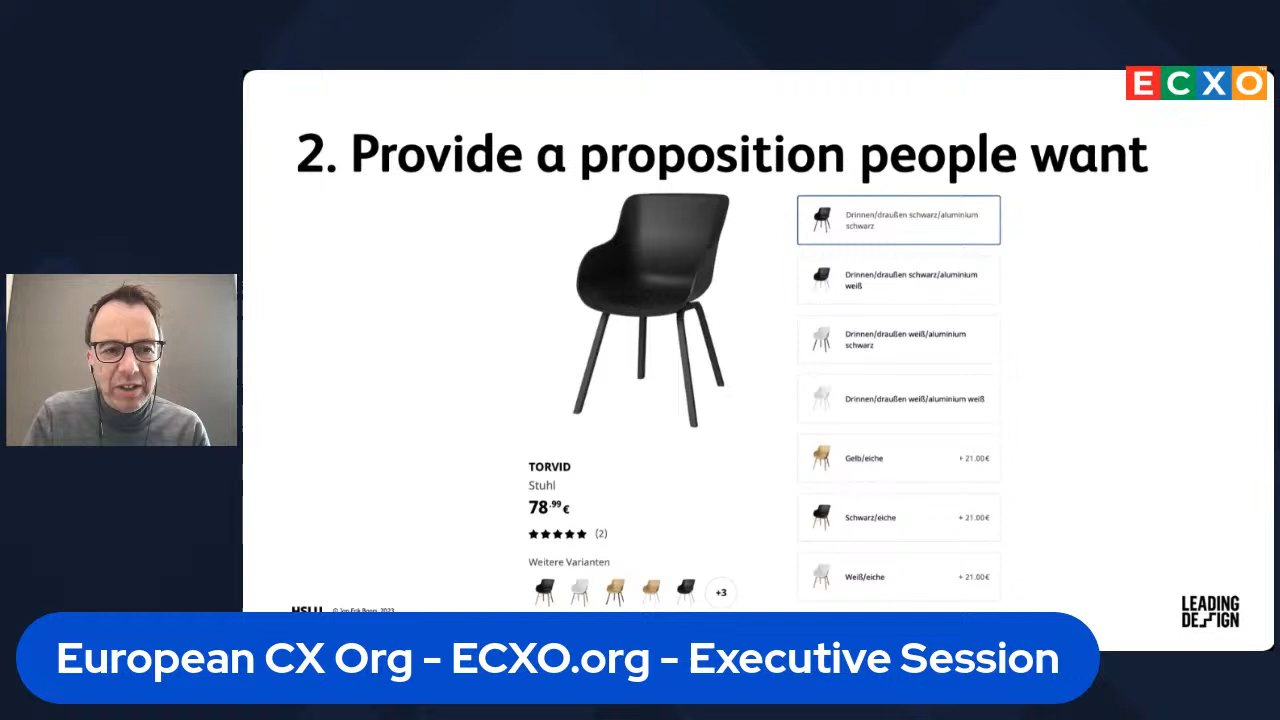 ECXO
2. Provide a proposition people want
Drinnen/draußen schwarz/aluminium
schwarz
Drinnen/draußen schwarz/aluminium
weiß
Drinnen/draußen weiß/aluminium
schwarz
Drinnen/draußen weiß/aluminium weiß
Gelb/eiche + 21.00€
Schwarz/eiche + 21.00€
Weiß/eiche + 21.00€
TORVID
Stuhl
78.99€
(2)
Weitere Varianten
+3
HSLU
2023
LEADING
DESIGN
European CX Org - ECXO.org - Executive Session